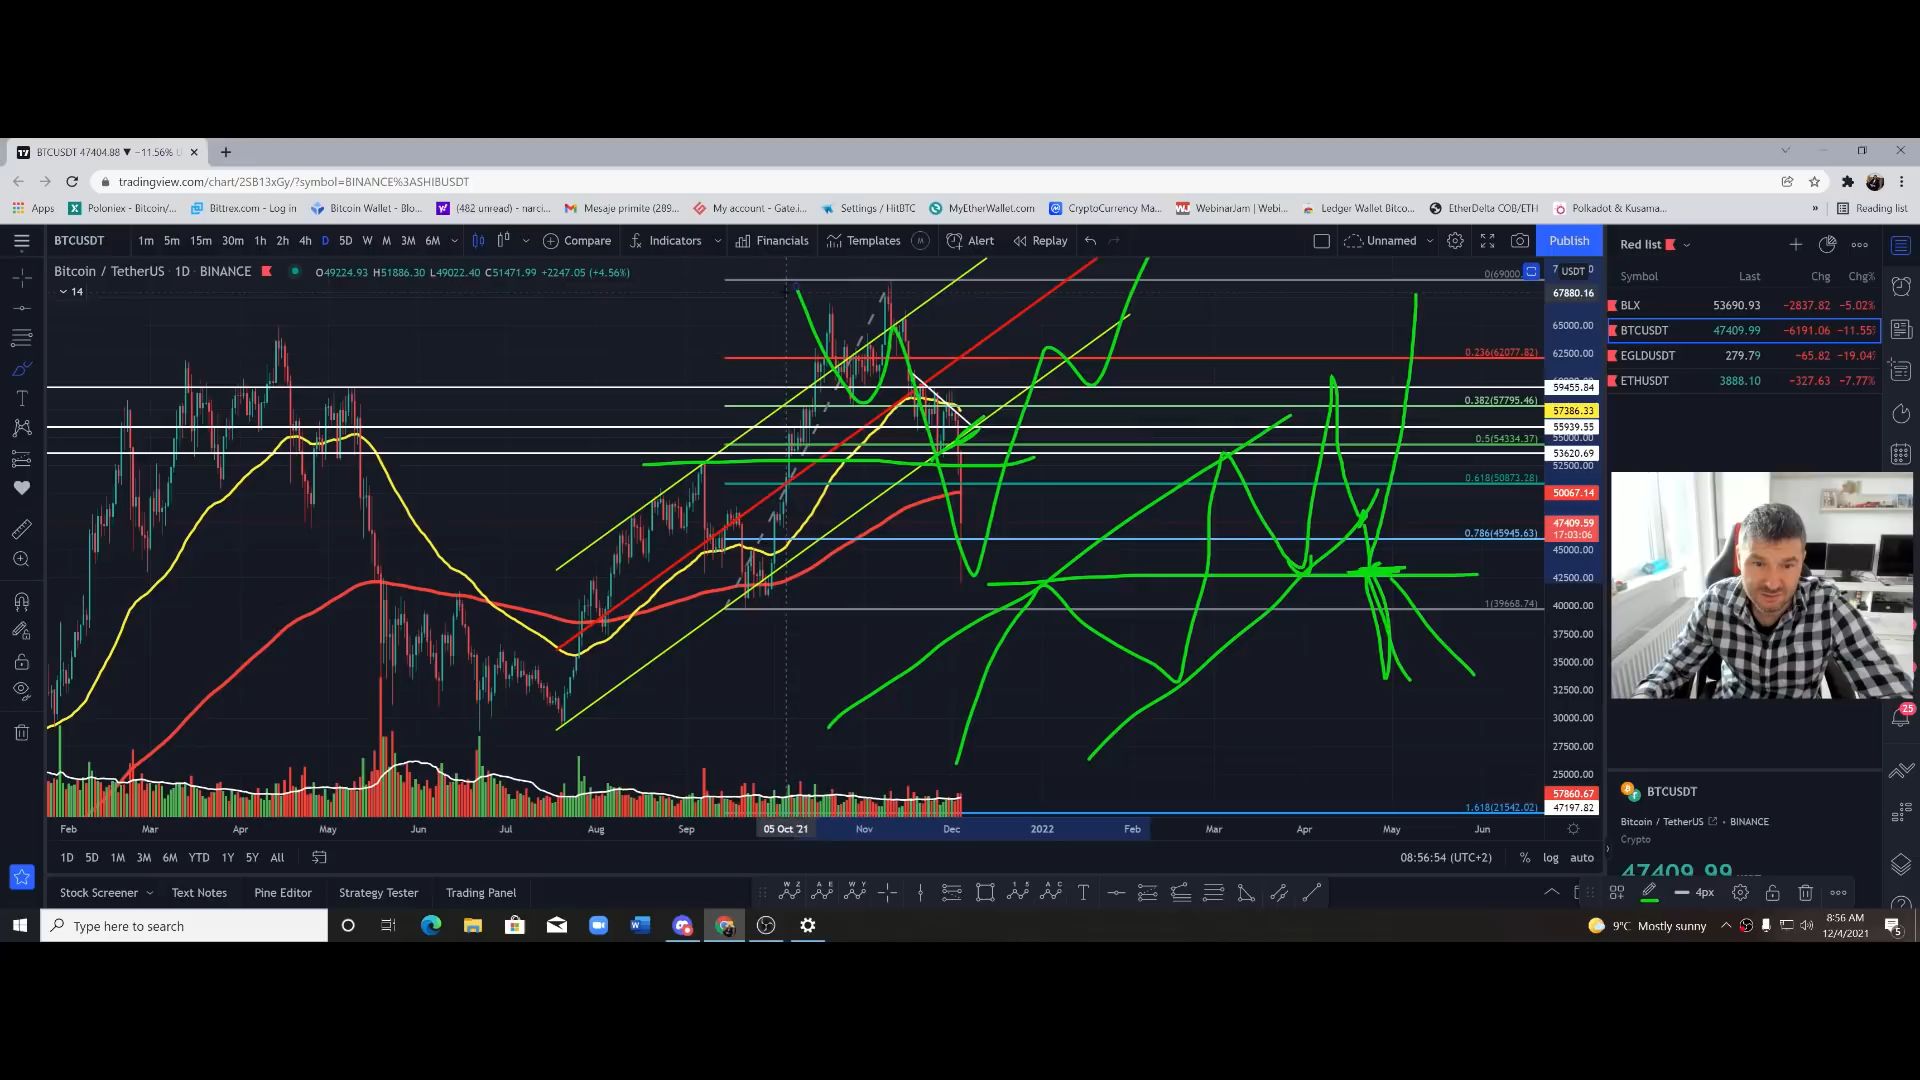 BTCUSDT 47404.88 ▼ −11.56%
tradingview.com/chart/2SB13xGy/?symbol=BINANCE%3ASHIBUSDT
Apps Poloniex - Bitcoin/... Bittrex.com - Log in Bitcoin Wallet - Blo... (482 unread) - narci... Mesaje primite (289... My account - Gate.i... Settings / HitBTC MyEtherWallet.com CryptoCurrency Ma... WebinarJam | Webi... Ledger Wallet Bitco... EtherDelta COB/ETH Polkadot & Kusama... » Reading list
BTCUSDT 1m 5m 15m 30m 1h 2h 4h D 5D W M 3M 6M Compare Indicators Financials Templates M Alert Replay Unnamed Publish
Red list
Bitcoin / TetherUS · 1D · BINANCE O49224.93 H51886.30 L49022.40 C51471.99 +2247.05 (+4.56%)
14
Symbol Last Chg Chg%
BLX 53690.93 −2837.82 −5.02%
BTCUSDT 47409.99 −6191.06 −11.55%
EGLDUSDT 279.79 −65.82 −19.04%
ETHUSDT 3888.10 −327.63 −7.77%
USDT
0(69000.
67880.16
65000.00
0.236(62077.82)
62500.00
59455.84
0.382(57795.46)
57386.33
55939.55
0.5(54334.37)
55000.00
53620.69
52500.00
0.618(50873.28)
50067.14
47409.59
17:03:06
0.786(45945.63)
45000.00
42500.00
1(39668.74)
40000.00
37500.00
35000.00
32500.00
30000.00
27500.00
25000.00
57860.67
1.618(21542.02)
47197.82
Feb Mar Apr May Jun Jul Aug Sep 05 Oct '21 Nov Dec 2022 Feb Mar Apr May Jun
1D 5D 1M 3M 6M YTD 1Y 5Y All
08:56:54 (UTC+2) % log auto
25
BTCUSDT
Bitcoin / TetherUS • BINANCE
Crypto
47409.99
Stock Screener Text Notes Pine Editor Strategy Tester Trading Panel
4px
Type here to search
9°C Mostly sunny
8:56 AM
12/4/2021
5